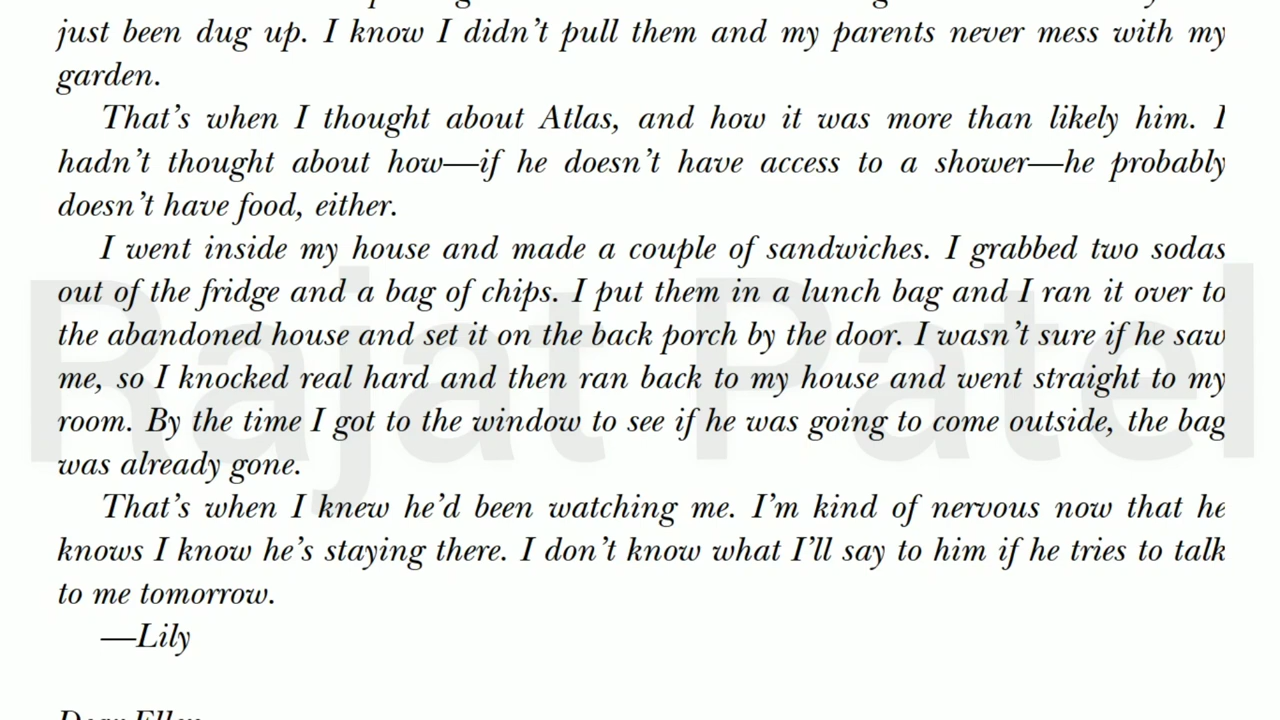 just been dug up. I know I didn’t pull them and my parents never mess with my
garden.
That’s when I thought about Atlas, and how it was more than likely him. I
hadn’t thought about how—if he doesn’t have access to a shower—he probably
doesn’t have food, either.
I went inside my house and made a couple of sandwiches. I grabbed two sodas
out of the fridge and a bag of chips. I put them in a lunch bag and I ran it over to
the abandoned house and set it on the back porch by the door. I wasn’t sure if he saw
me, so I knocked real hard and then ran back to my house and went straight to my
room. By the time I got to the window to see if he was going to come outside, the bag
was already gone.
That’s when I knew he’d been watching me. I’m kind of nervous now that he
knows I know he’s staying there. I don’t know what I’ll say to him if he tries to talk
to me tomorrow.
—Lily
Dear Ellen
Rajat Patel